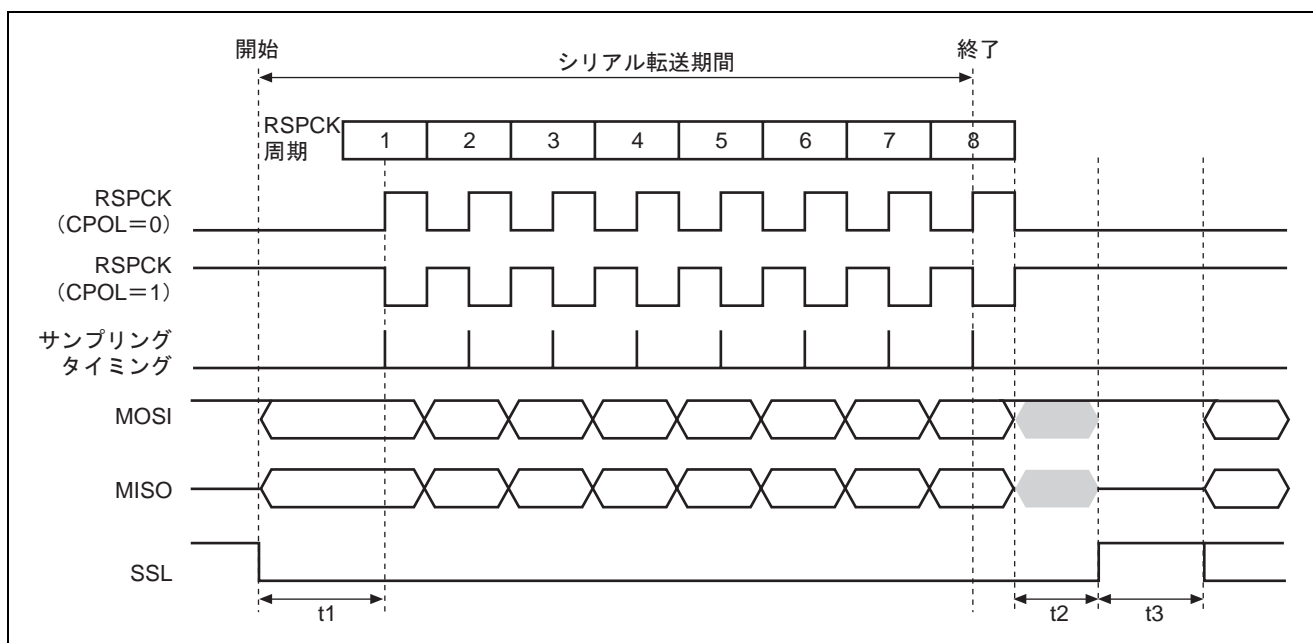 開始
終了
シリアル転送期間
RSPCK
周期
1 2 3 4 5 6 7 8
RSPCK
(CPOL=0)
RSPCK
(CPOL=1)
サンプリング
タイミング
MOSI
MISO
SSL
t1
t2
t3